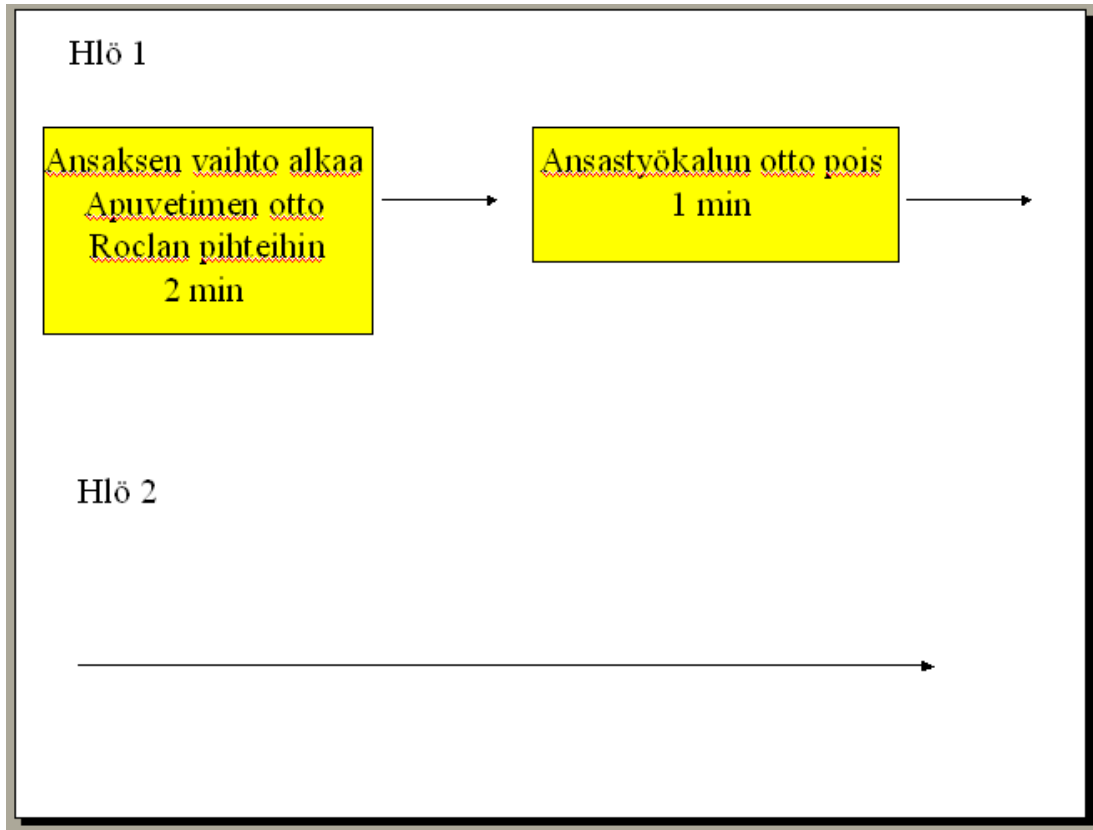 Hlö 1
Ansaksen vaihto alkaa
Apuvetimen otto
Roclan pihteihin
2 min
Ansastyökalun otto pois
1 min
Hlö 2